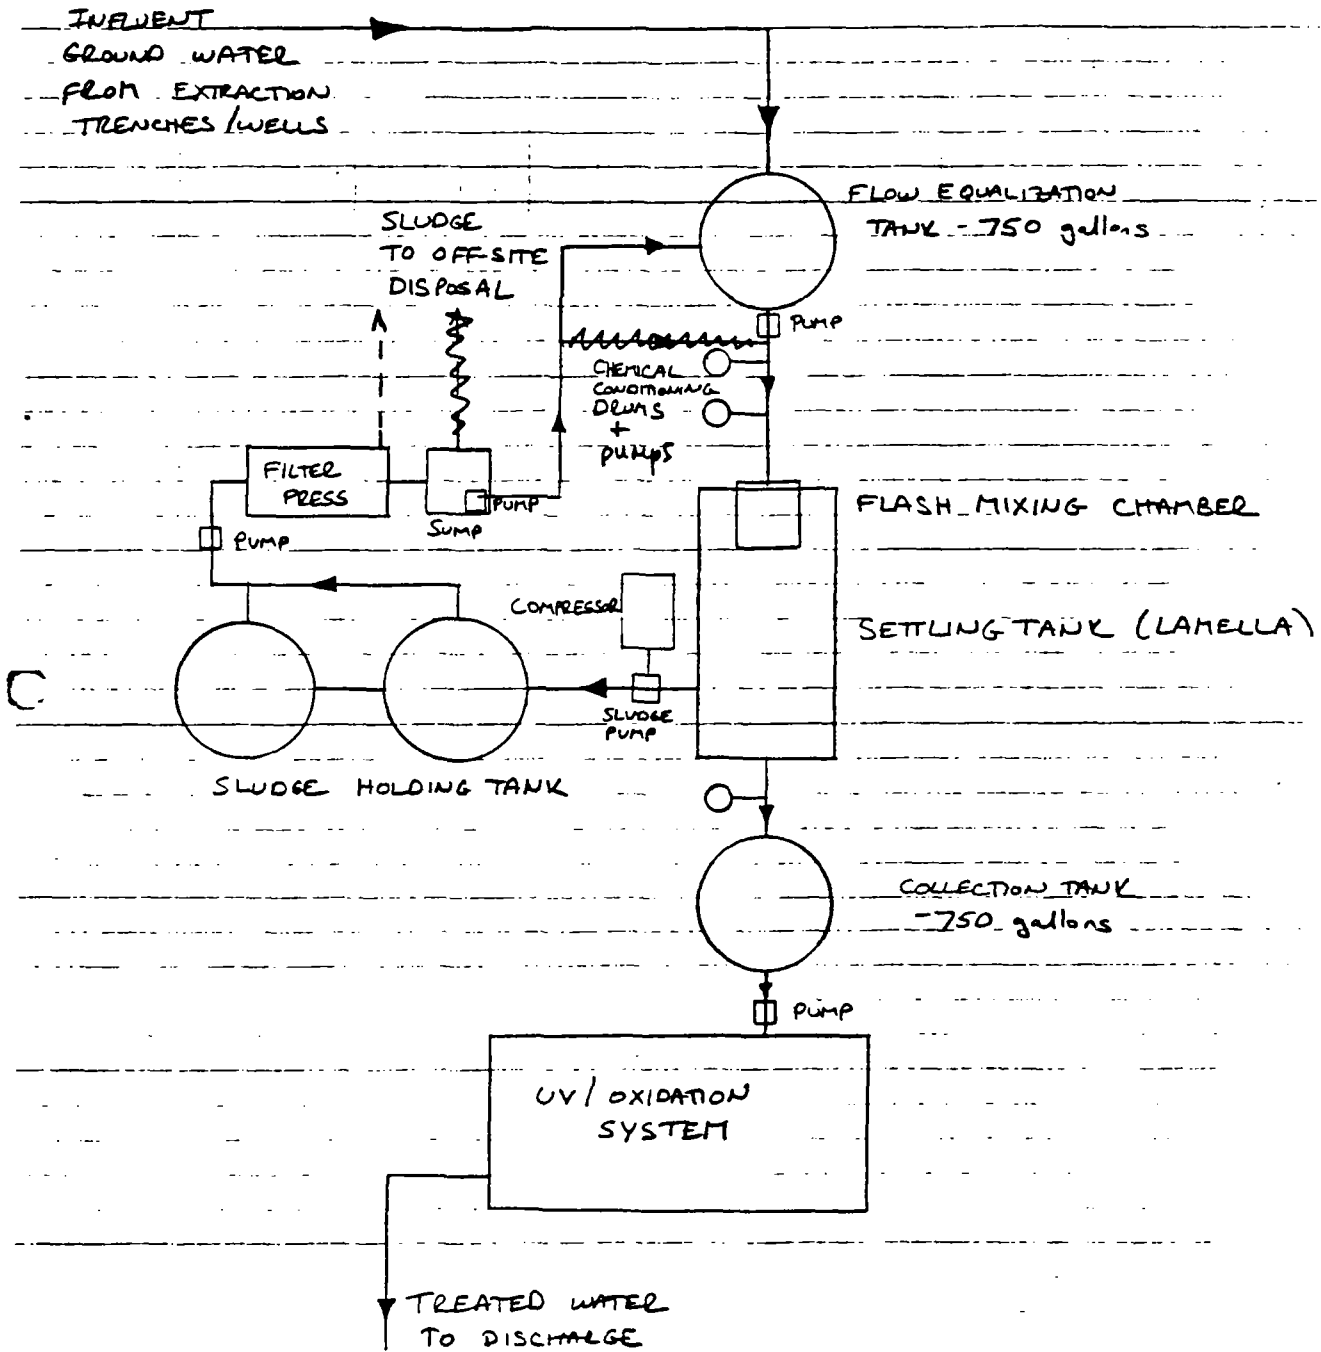 INFLUENT
GROUND WATER
FROM EXTRACTION
TRENCHES/WELLS
FLOW EQUALIZATION
TANK - 750 gallons
SLUDGE
TO OFF-SITE
DISPOSAL
PUMP
CHEMICAL
CONDITIONING
DRUMS
+
PUMPS
FILTER
PRESS
PUMP
SUMP
PUMP
FLASH MIXING CHAMBER
COMPRESSOR
SETTLING TANK (LAMELLA)
SLUDGE
PUMP
SLUDGE HOLDING TANK
COLLECTION TANK
-750 gallons
PUMP
UV/OXIDATION
SYSTEM
TREATED WATER
TO DISCHARGE